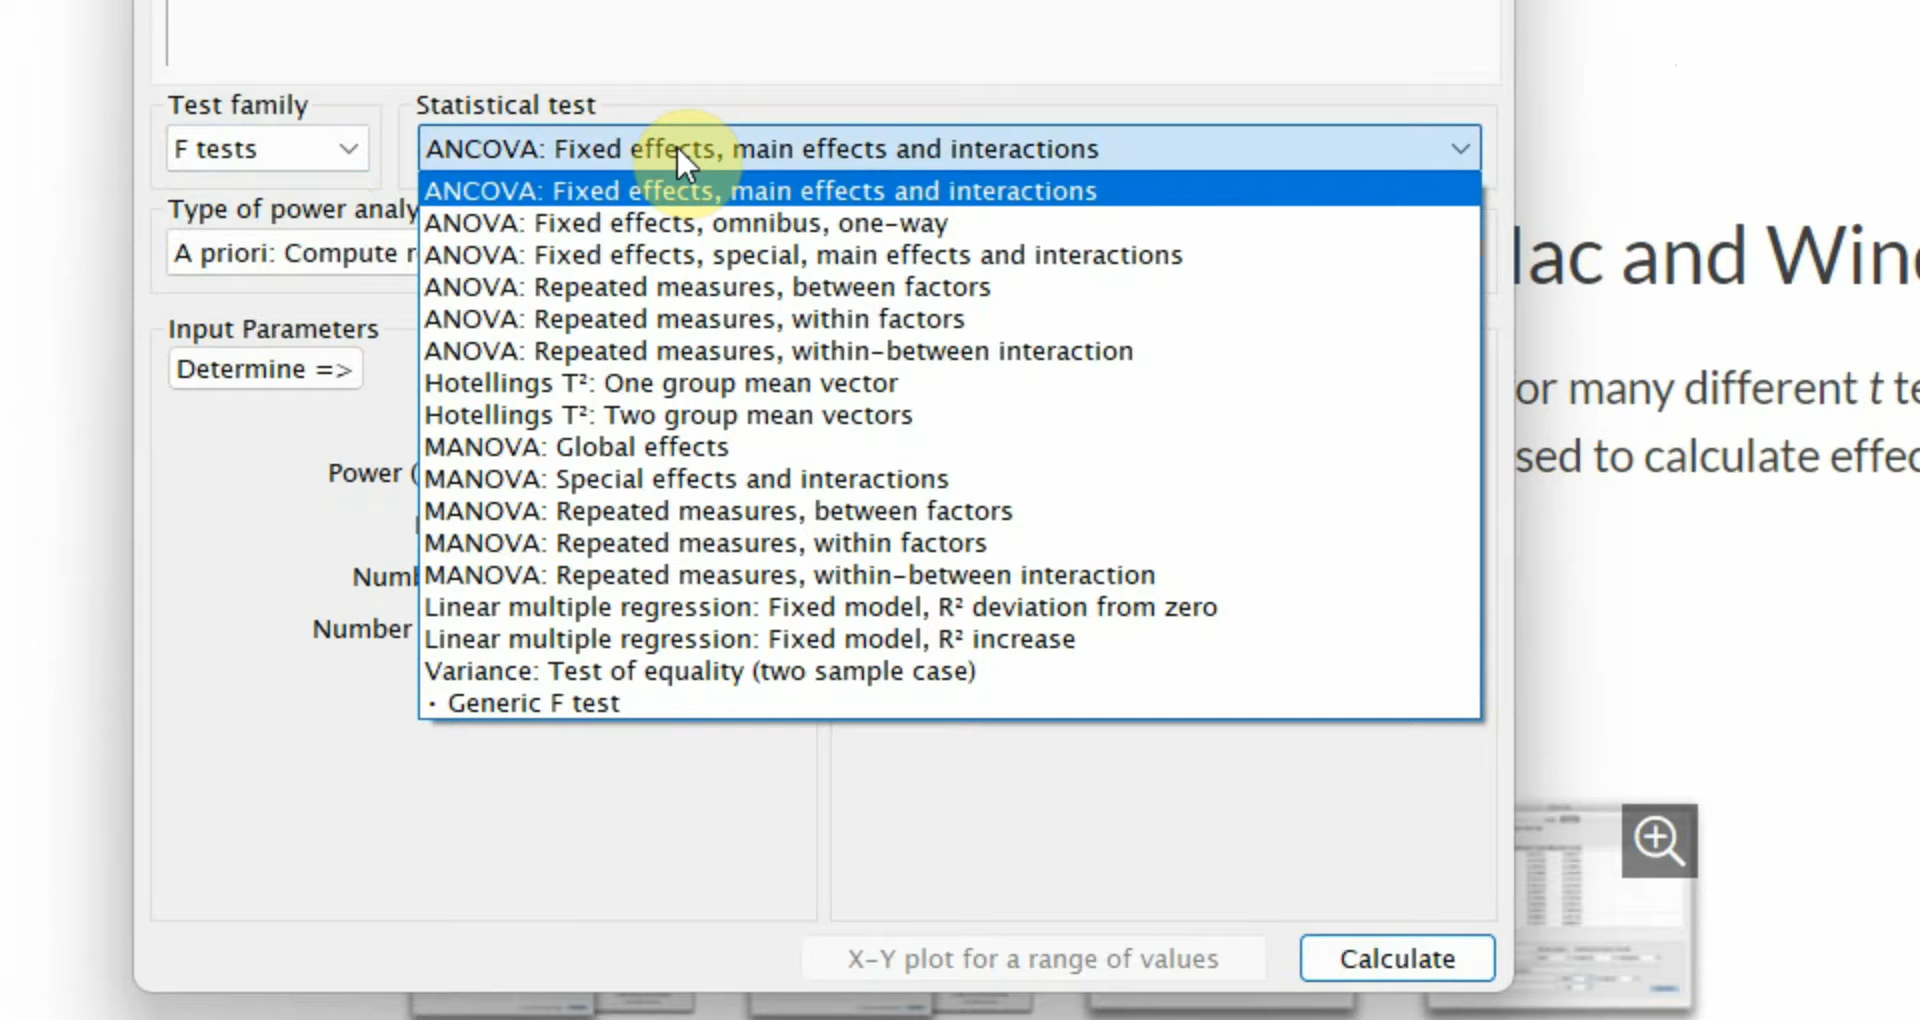 Test family
Statistical test
F tests
ANCOVA: Fixed effects, main effects and interactions
ANCOVA: Fixed effects, main effects and interactions
ANOVA: Fixed effects, omnibus, one-way
ANOVA: Fixed effects, special, main effects and interactions
ANOVA: Repeated measures, between factors
ANOVA: Repeated measures, within factors
ANOVA: Repeated measures, within-between interaction
Hotellings T²: One group mean vector
Hotellings T²: Two group mean vectors
MANOVA: Global effects
MANOVA: Special effects and interactions
MANOVA: Repeated measures, between factors
MANOVA: Repeated measures, within factors
MANOVA: Repeated measures, within-between interaction
Linear multiple regression: Fixed model, R² deviation from zero
Linear multiple regression: Fixed model, R² increase
Variance: Test of equality (two sample case)
· Generic F test
Type of power analy
A priori: Compute r
Input Parameters
Determine =>
Power (
Num
Number
X-Y plot for a range of values
Calculate
ac and Win
or many different t te
sed to calculate effec